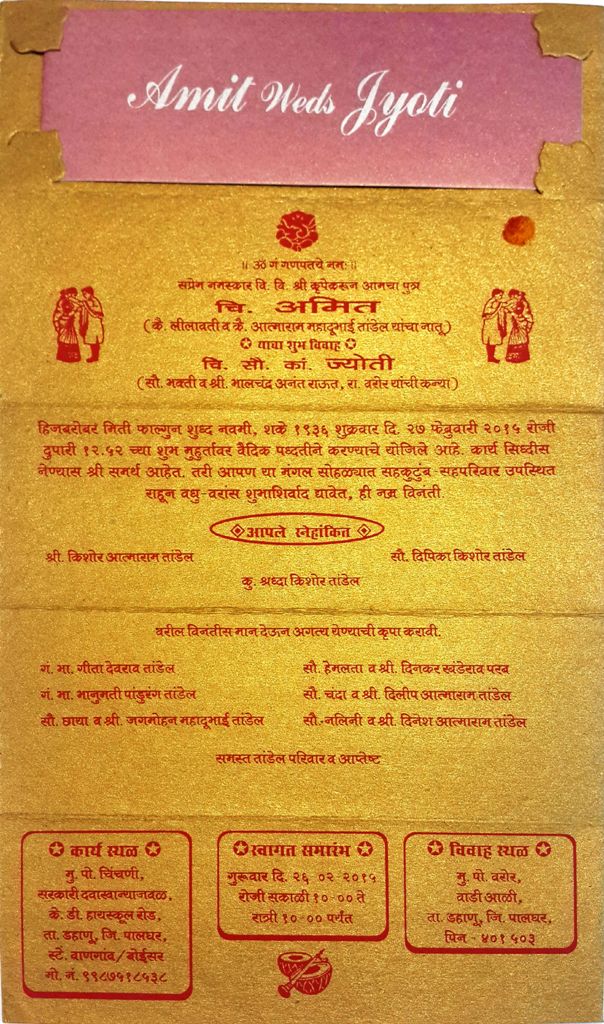 Amit Weds Jyoti
॥ ॐ गं गणपतये नमः ॥
सप्रेम नमस्कार वि. वि. श्री कृपेकरून आमचा पुत्र
चि. अमित
(कै. लीलावती व कै. आत्माराम महादूभाई तांडेल यांचा नातू)
याचा शुभ विवाह
चि. सौ. कां. ज्योती
(सौ. भक्ती व श्री. भालचंद्र अनंत राऊत, रा. वरोर यांची कन्या)
हिजबरोबर मिती फाल्गुन शुध्द नवमी, शके १९३६ शुक्रवार दि. २७ फेब्रुवारी २०१५ रोजी
दुपारी १२.५२ च्या शुभ मुहुर्तावर वैदिक पध्दतीने करण्याचे योजिले आहे. कार्य सिध्दीस
नेण्यास श्री समर्थ आहेत. तरी आपण या मंगल सोहळ्यात सहकुटुंब-सहपरिवार उपस्थित
राहून वधु-वरांस शुभाशिर्वाद द्यावेत, ही नम्र विनंती.
आपले स्नेहांकित
श्री. किशोर आत्माराम तांडेल सौ. दिपिका किशोर तांडेल
कु. श्रध्दा किशोर तांडेल
वरील विनंतीस मान देऊन अगत्य येण्याची कृपा करावी.
गं. भा. गीता देवराव तांडेल सौ. हेमलता व श्री. दिनकर खंडेराव परब
गं. भा. भानुमती पांडुरंग तांडेल सौ. चंदा व श्री. दिलीप आत्माराम तांडेल
सौ. छाया व श्री. जगमोहन महादूभाई तांडेल सौ. नलिनी व श्री. दिनेश आत्माराम तांडेल
समस्त तांडेल परिवार व आप्तेष्ट
कार्य स्थळ
मु. पो. चिंचणी,
सरकारी दवाखान्याजवळ,
के. डी. हायस्कूल रोड,
ता. डहाणू, जि. पालघर,
स्टे. वाणगांव / बोईसर
मो. नं. ९९८७५१८५३८
स्वागत समारंभ
गुरूवार दि. २६ ०२ २०१५
रोजी सकाळी १०-०० ते
रात्री १०-०० पर्यंत
विवाह स्थळ
मु. पो. वरोर,
वाडी आळी,
ता. डहाणू, जि. पालघर,
पिन - ४०१ ५०३